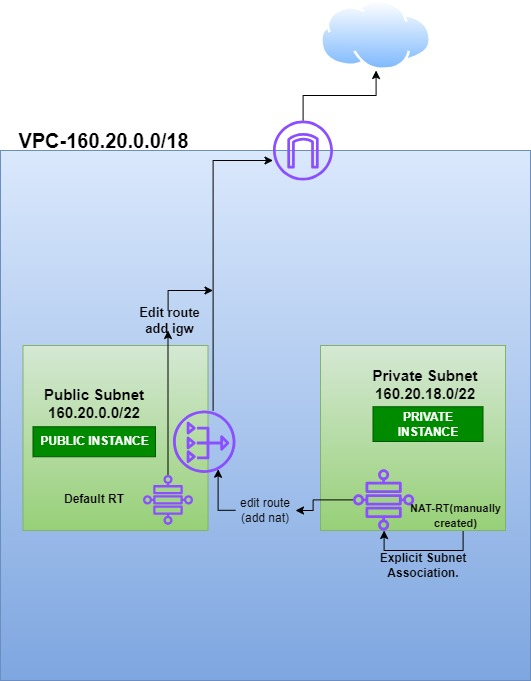 VPC-160.20.0.0/18
Edit route
add igw
Public Subnet
160.20.0.0/22
PUBLIC INSTANCE
Default RT
Private Subnet
160.20.18.0/22
PRIVATE
INSTANCE
edit route
(add nat)
NAT-RT(manually
created)
Explicit Subnet
Association.